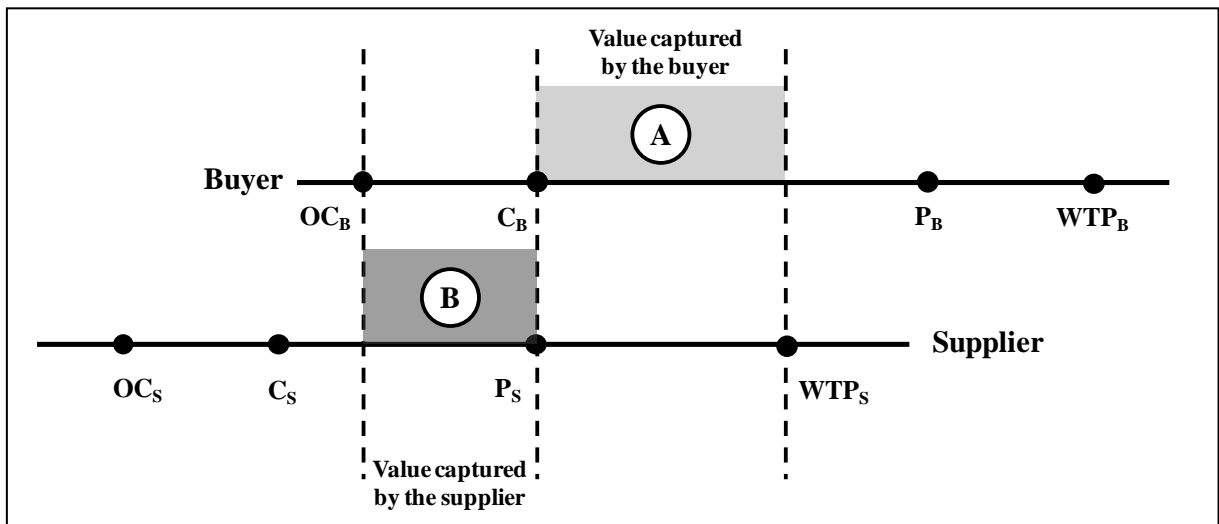 Value captured
by the buyer
A
Buyer
OC_B C_B P_B WTP_B
B
Supplier
OC_S C_S P_S WTP_S
Value captured
by the supplier